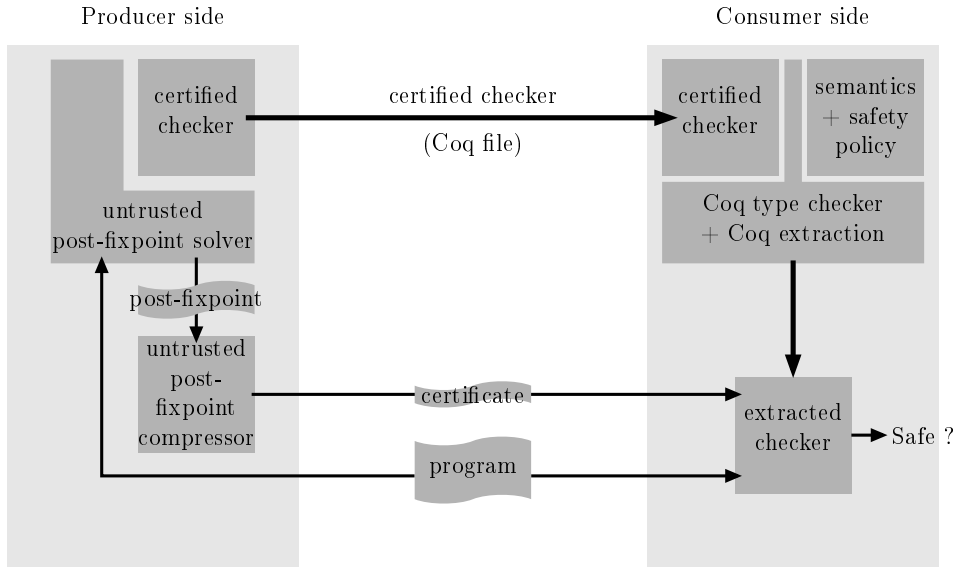 Producer side
Consumer side
certified
checker
certified checker
(Coq file)
certified
checker
semantics
+ safety
policy
untrusted
post-fixpoint solver
Coq type checker
+ Coq extraction
post-fixpoint
untrusted
post-
fixpoint
compressor
certificate
program
extracted
checker
Safe ?